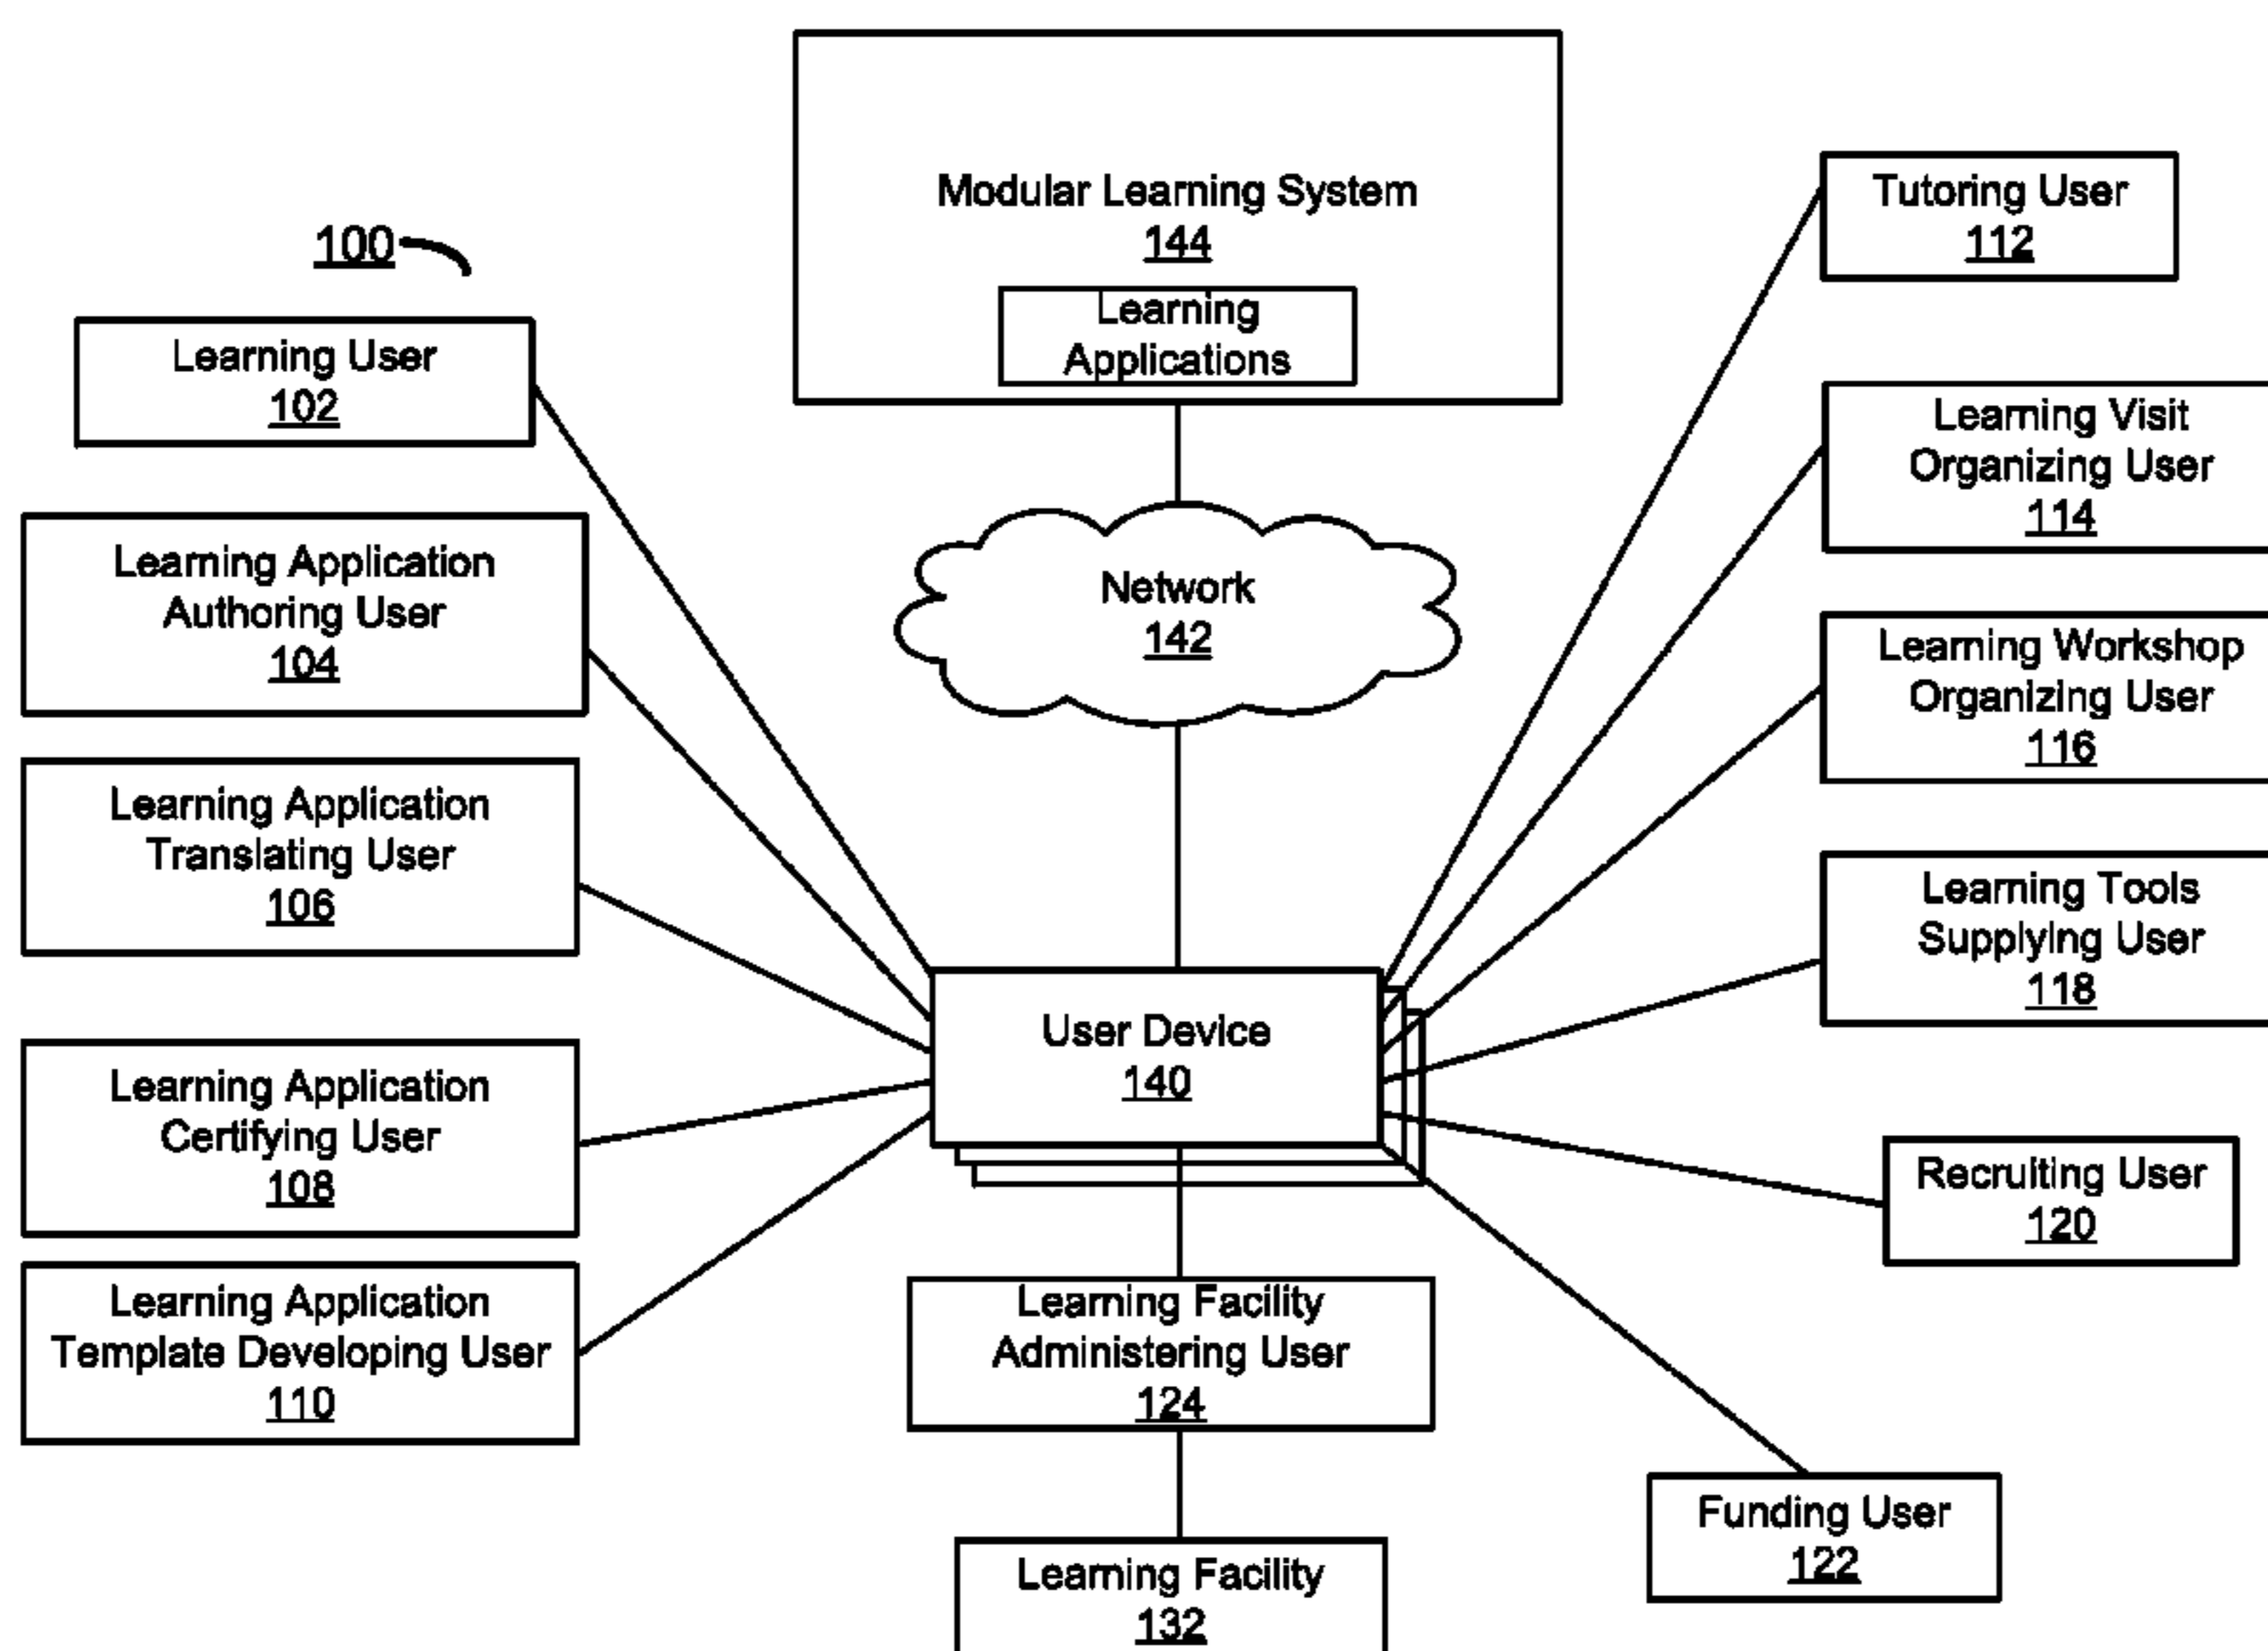 Modular Learning System
144
Learning
Applications
100
Learning User
102
Learning Application
Authoring User
104
Learning Application
Translating User
106
Learning Application
Certifying User
108
Learning Application
Template Developing User
110
Network
142
User Device
140
Learning Facility
Administering User
124
Learning Facility
132
Tutoring User
112
Learning Visit
Organizing User
114
Learning Workshop
Organizing User
116
Learning Tools
Supplying User
118
Recruiting User
120
Funding User
122